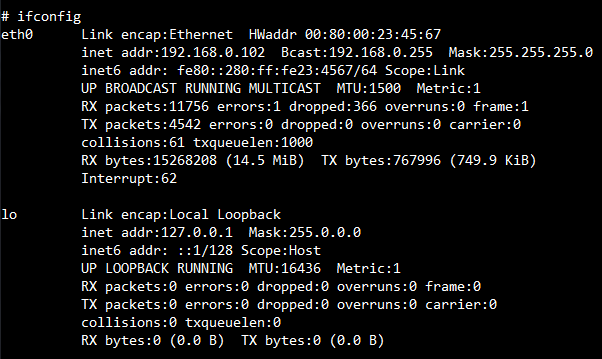 # ifconfig
eth0      Link encap:Ethernet  HWaddr 00:80:00:23:45:67
          inet addr:192.168.0.102  Bcast:192.168.0.255  Mask:255.255.255.0
          inet6 addr: fe80::280:ff:fe23:4567/64 Scope:Link
          UP BROADCAST RUNNING MULTICAST  MTU:1500  Metric:1
          RX packets:11756 errors:1 dropped:366 overruns:0 frame:1
          TX packets:4542 errors:0 dropped:0 overruns:0 carrier:0
          collisions:61 txqueuelen:1000
          RX bytes:15268208 (14.5 MiB)  TX bytes:767996 (749.9 KiB)
          Interrupt:62

lo        Link encap:Local Loopback
          inet addr:127.0.0.1  Mask:255.0.0.0
          inet6 addr: ::1/128 Scope:Host
          UP LOOPBACK RUNNING  MTU:16436  Metric:1
          RX packets:0 errors:0 dropped:0 overruns:0 frame:0
          TX packets:0 errors:0 dropped:0 overruns:0 carrier:0
          collisions:0 txqueuelen:0
          RX bytes:0 (0.0 B)  TX bytes:0 (0.0 B)